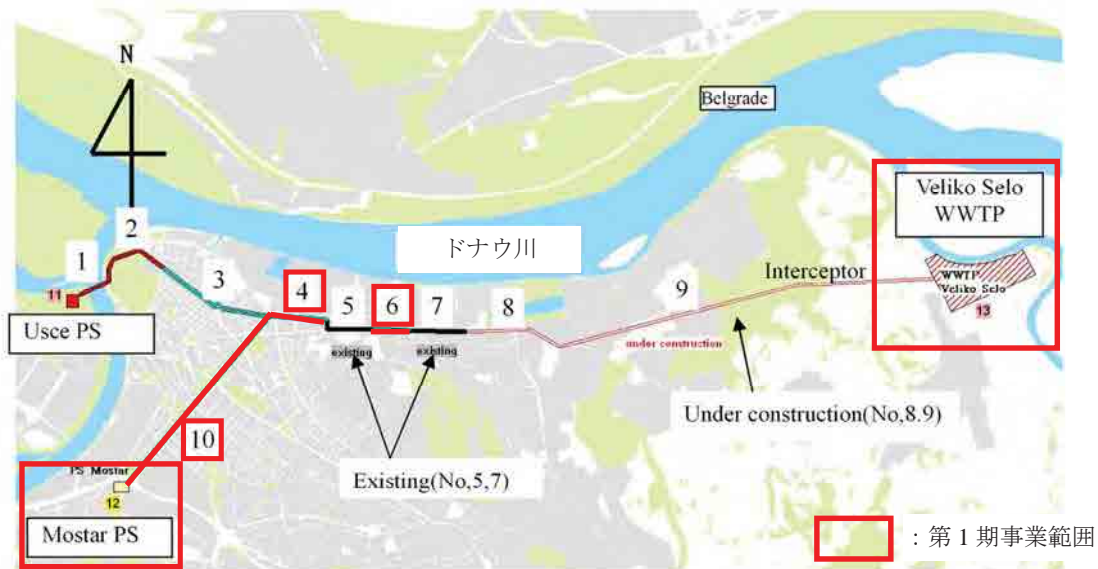 N
Belgrade
Veliko Selo
WWTP
ドナウ川
2
1
3
4
5
6
7
8
9
Interceptor
WWTP
Veliko Selo
13
11
Usce PS
existing
existing
under construction
Under construction(No,8.9)
10
Existing(No,5,7)
PS Mostar
12
Mostar PS
：第 1 期事業範囲